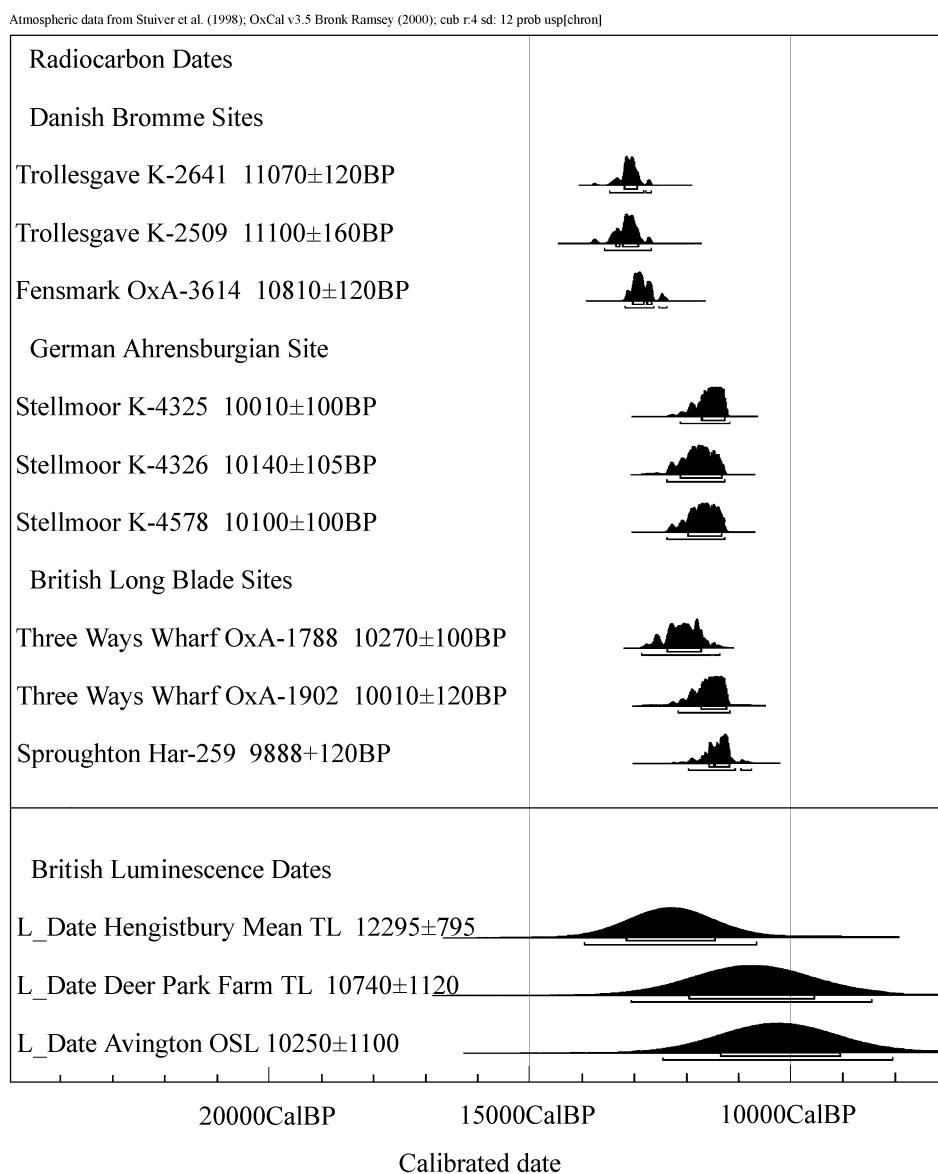 Atmospheric data from Stuiver et al. (1998); OxCal v3.5 Bronk Ramsey (2000); cub r:4 sd: 12 prob usp[chron]
Radiocarbon Dates
Danish Bromme Sites
Trollesgave K-2641 11070±120BP
Trollesgave K-2509 11100±160BP
Fensmark OxA-3614 10810±120BP
German Ahrensburgian Site
Stellmoor K-4325 10010±100BP
Stellmoor K-4326 10140±105BP
Stellmoor K-4578 10100±100BP
British Long Blade Sites
Three Ways Wharf OxA-1788 10270±100BP
Three Ways Wharf OxA-1902 10010±120BP
Sproughton Har-259 9888+120BP
British Luminescence Dates
L_Date Hengistbury Mean TL 12295±795
L_Date Deer Park Farm TL 10740±1120
L_Date Avington OSL 10250±1100
20000CalBP 15000CalBP 10000CalBP
Calibrated date